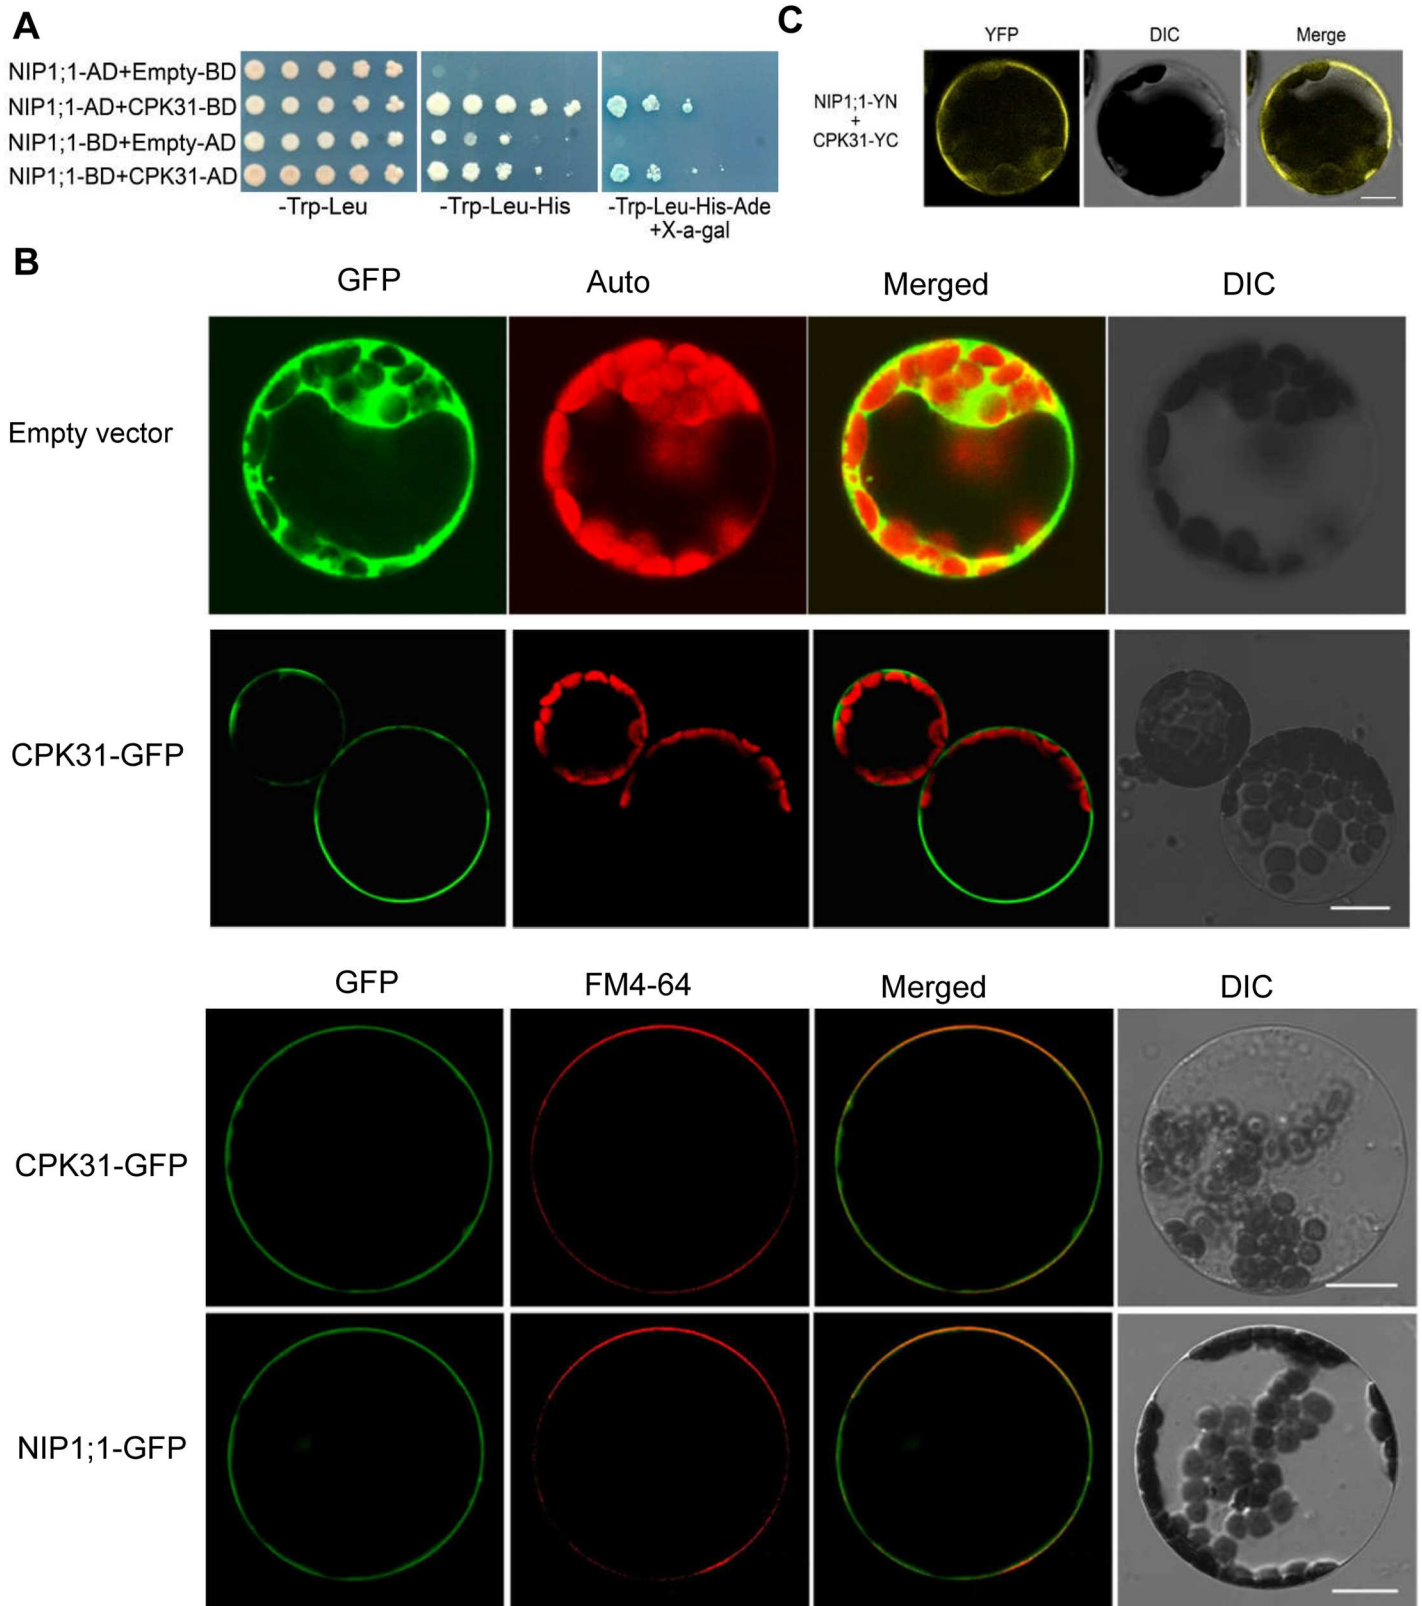 A
NIP1;1-AD+Empty-BD
NIP1;1-AD+CPK31-BD
NIP1;1-BD+Empty-AD
NIP1;1-BD+CPK31-AD
-Trp-Leu
-Trp-Leu-His
-Trp-Leu-His-Ade
+X-a-gal
C
YFP
DIC
Merge
NIP1;1-YN
+
CPK31-YC
B
GFP
Auto
Merged
DIC
Empty vector
CPK31-GFP
GFP
FM4-64
Merged
DIC
CPK31-GFP
NIP1;1-GFP